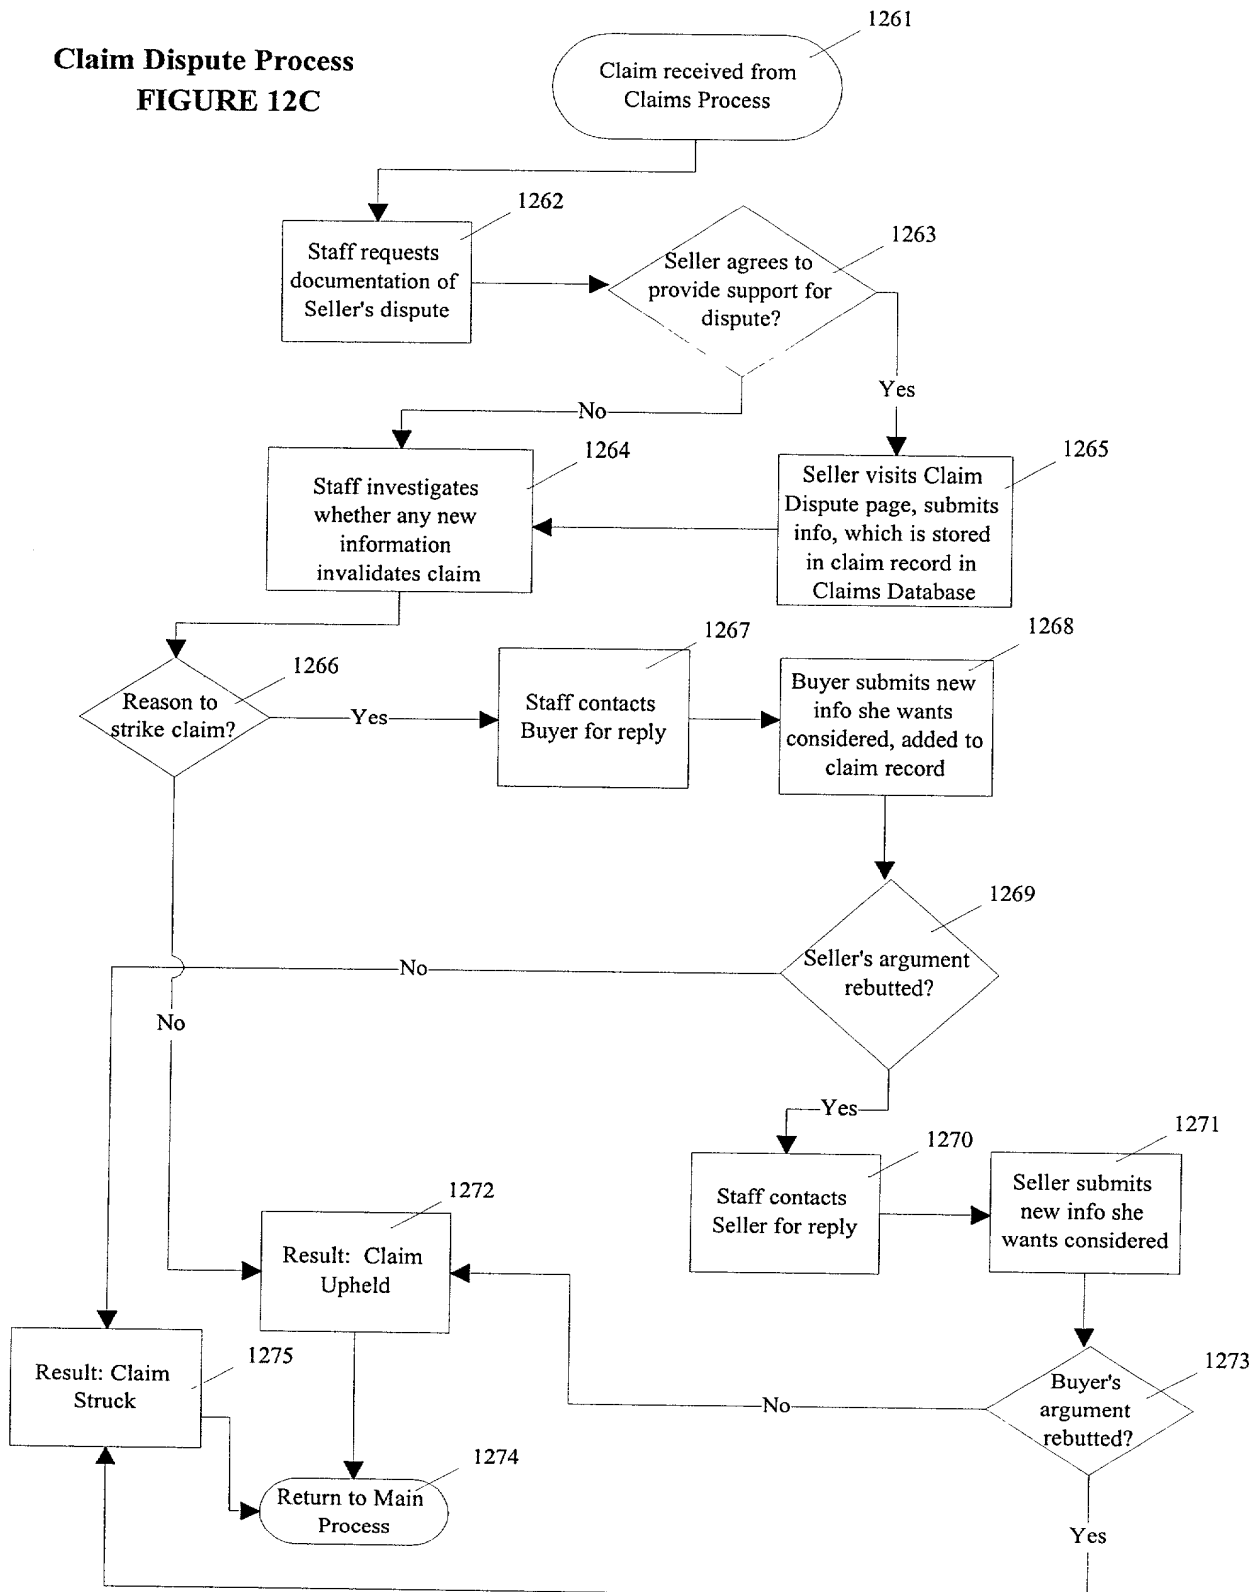 1261
Claim Dispute Process
FIGURE 12C
Claim received from
Claims Process
1262
Staff requests
documentation of
Seller's dispute
1263
Seller agrees to
provide support for
dispute?
Yes
No
1264
Staff investigates
whether any new
information
invalidates claim
1265
Seller visits Claim
Dispute page, submits
info, which is stored
in claim record in
Claims Database
1266
Reason to
strike claim?
Yes
1267
Staff contacts
Buyer for reply
1268
Buyer submits new
info she wants
considered, added to
claim record
1269
Seller's argument
rebutted?
No
No
Yes
1270
Staff contacts
Seller for reply
1271
Seller submits
new info she
wants considered
1272
Result: Claim
Upheld
1275
Result: Claim
Struck
1273
Buyer's
argument
rebutted?
No
1274
Return to Main
Process
Yes